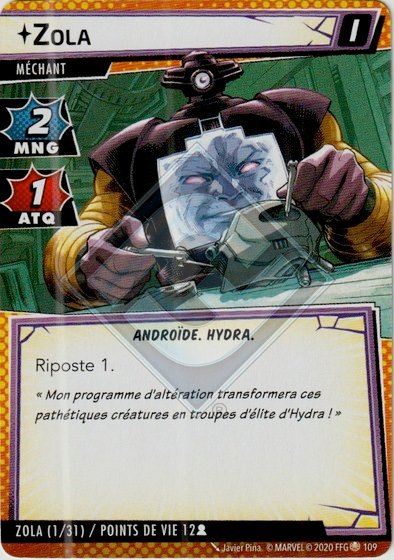 Zola
I
MÉCHANT
2
MNG
1
ATQ
ANDROÏDE. HYDRA.
Riposte 1.
« Mon programme d'altération transformera ces
pathétiques créatures en troupes d'élite d'Hydra ! »
ZOLA (1/31) / POINTS DE VIE 12
Javier Pina. © MARVEL © 2020 FFG 109
®